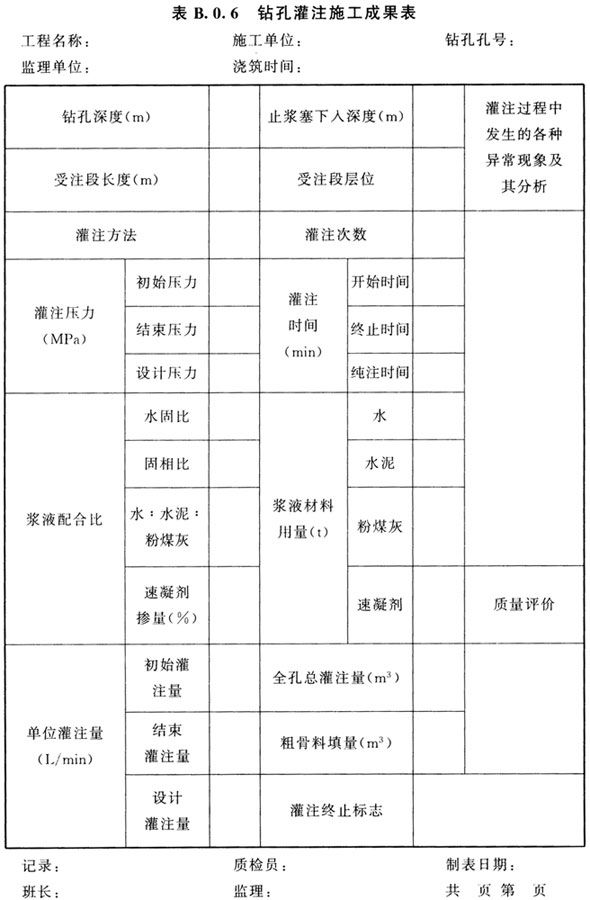 表 B.0.6 钻孔灌注施工成果表
工程名称： 施工单位： 钻孔孔号：
监理单位： 浇筑时间：
钻孔深度(m) 止浆塞下入深度(m) 灌注过程中
发生的各种
异常现象及
其分析
受注段长度(m) 受注段层位
灌注方法 灌注次数
灌注压力
(MPa)
初始压力
结束压力
设计压力
灌注
时间
(min)
开始时间
终止时间
纯注时间
浆液配合比
水固比
固相比
水：水泥：
粉煤灰
速凝剂
掺量(%)
浆液材料
用量(t)
水
水泥
粉煤灰
速凝剂
质量评价
单位灌注量
(L/min)
初始灌
注量
结束
灌注量
设计
灌注量
全孔总灌注量(m³)
粗骨料填量(m³)
灌注终止标志
记录： 质检员： 制表日期：
班长： 监理： 共 页 第 页